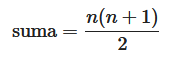 suma = n(n + 1) / 2